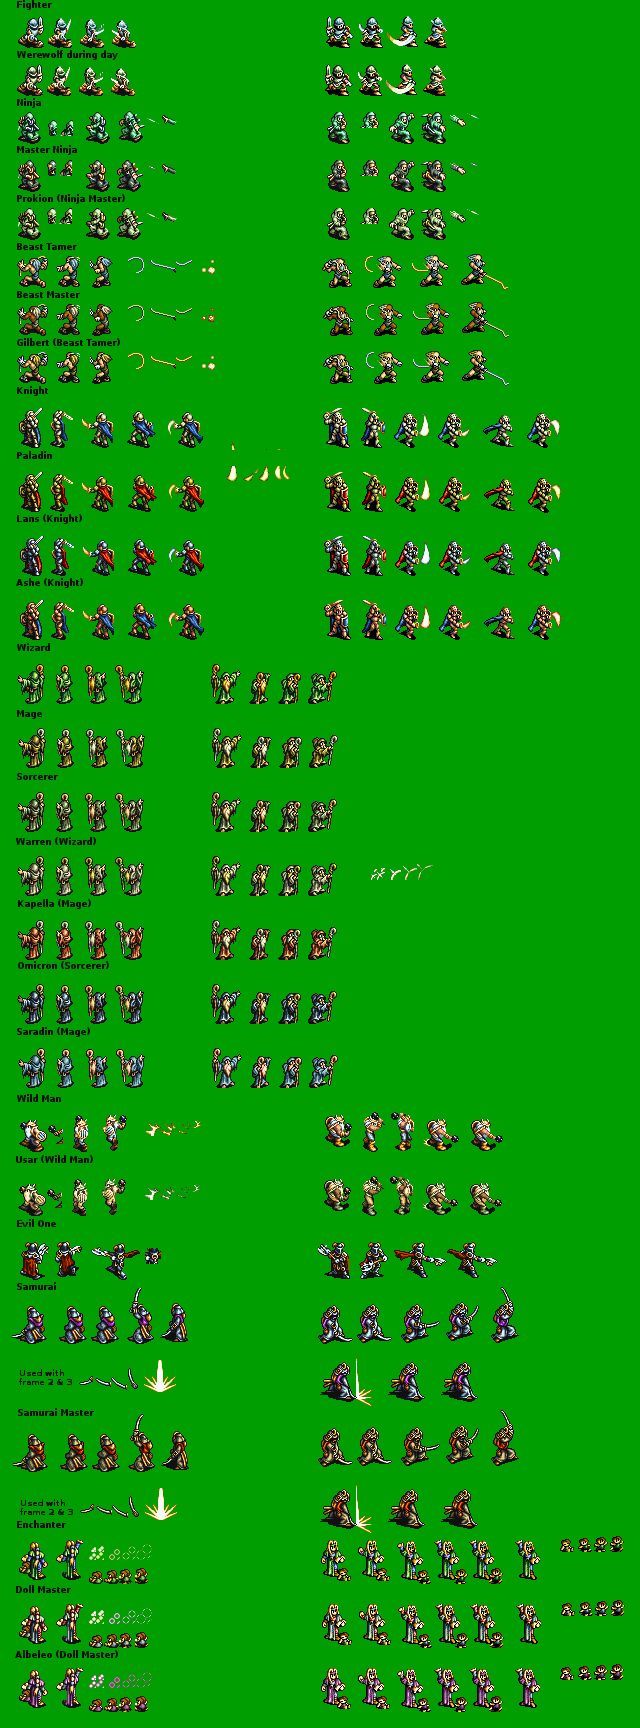 Fighter
Werewolf during day
Ninja
Master Ninja
Prokion (Ninja Master)
Beast Tamer
Beast Master
Gilbert (Beast Tamer)
Knight
Paladin
Lans (Knight)
Ashe (Knight)
Wizard
Mage
Sorcerer
Warren (Wizard)
Kapella (Mage)
Omicron (Sorcerer)
Saradin (Mage)
Wild Man
Usar (Wild Man)
Evil One
Samurai
Used with
frame 2 & 3
Samurai Master
Used with
frame 2 & 3
Enchanter
Doll Master
Albeleo (Doll Master)